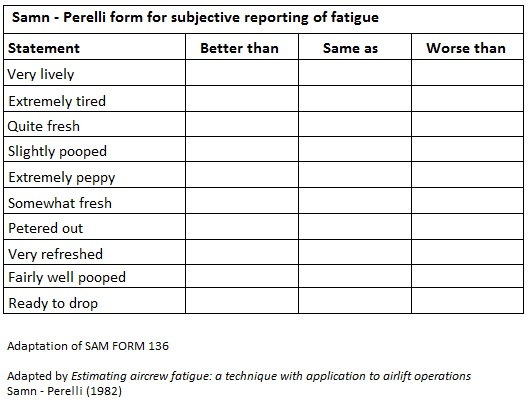 Samn - Perelli form for subjective reporting of fatigue
Statement Better than Same as Worse than
Very lively
Extremely tired
Quite fresh
Slightly pooped
Extremely peppy
Somewhat fresh
Petered out
Very refreshed
Fairly well pooped
Ready to drop
Adaptation of SAM FORM 136
Adapted by Estimating aircrew fatigue: a technique with application to airlift operations
Samn - Perelli (1982)